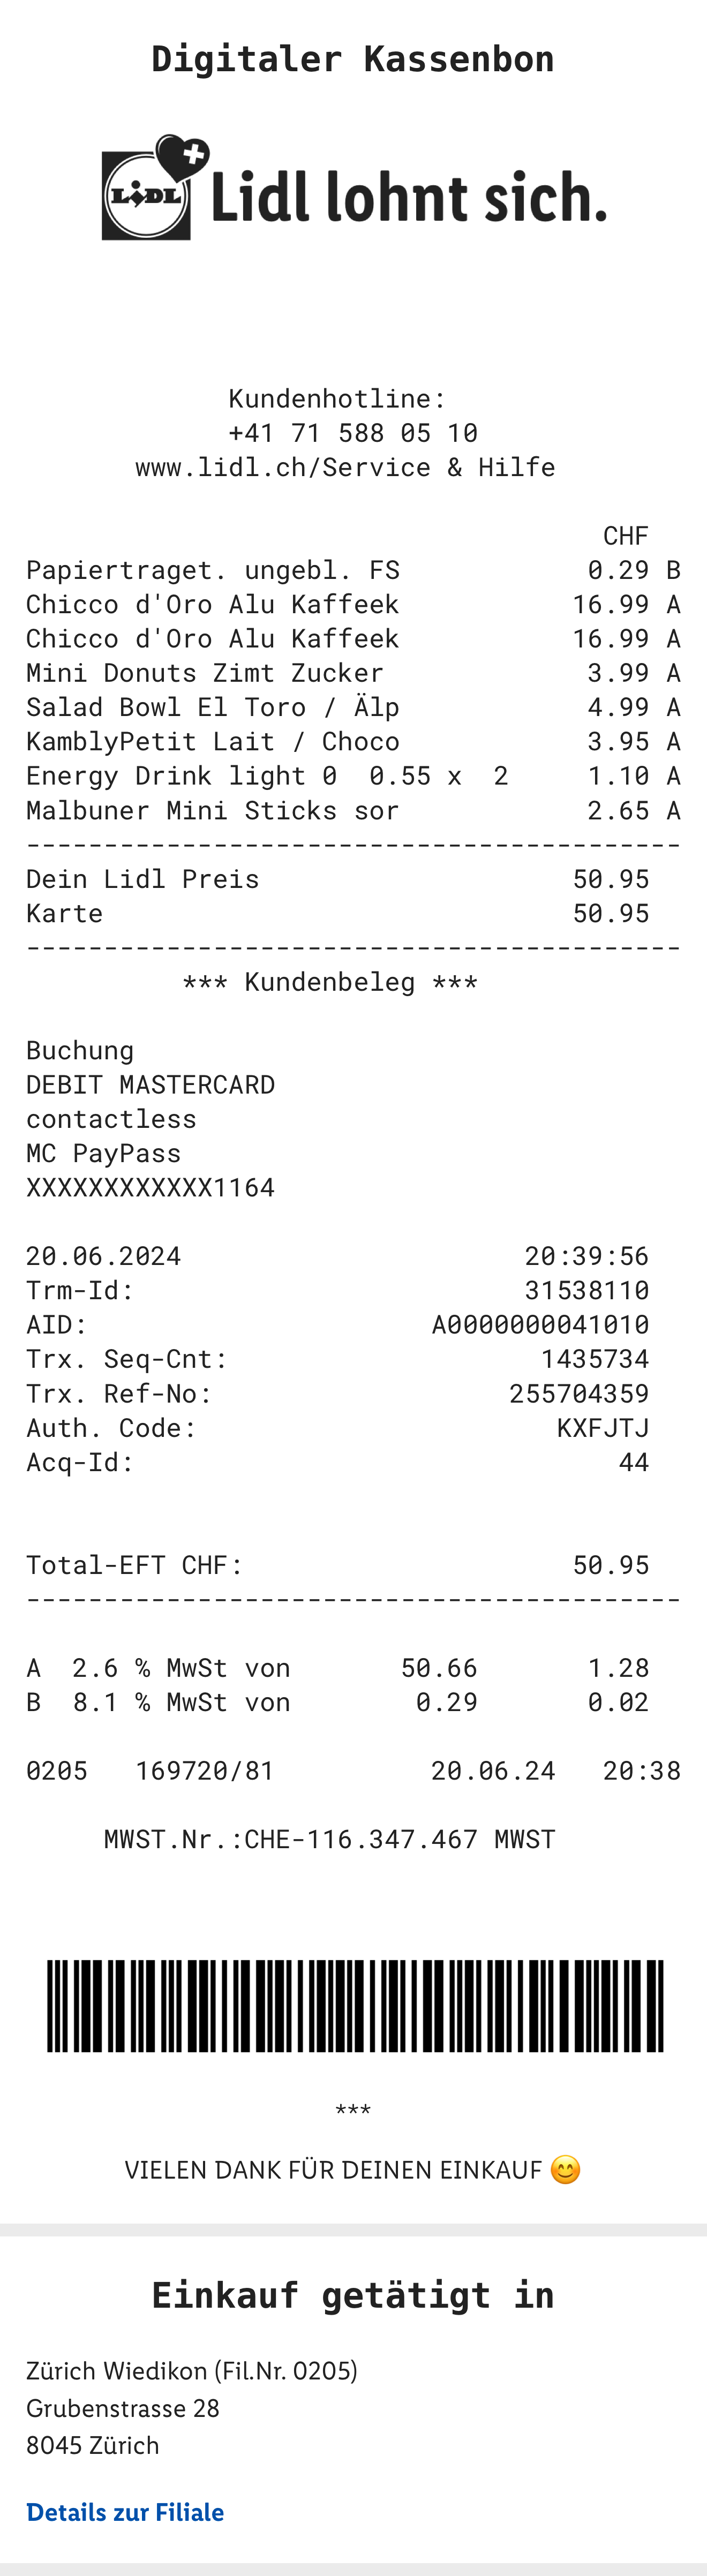 Digitaler Kassenbon
LIDL Lidl lohnt sich.
Kundenhotline:
+41 71 588 05 10
www.lidl.ch/Service & Hilfe
CHF
Papiertraget. ungebl. FS 0.29 B
Chicco d'Oro Alu Kaffeek 16.99 A
Chicco d'Oro Alu Kaffeek 16.99 A
Mini Donuts Zimt Zucker 3.99 A
Salad Bowl El Toro / Älp 4.99 A
KamblyPetit Lait / Choco 3.95 A
Energy Drink light 0 0.55 x 2 1.10 A
Malbuner Mini Sticks sor 2.65 A
------------------------------------------
Dein Lidl Preis 50.95
Karte 50.95
------------------------------------------
*** Kundenbeleg ***
Buchung
DEBIT MASTERCARD
contactless
MC PayPass
XXXXXXXXXXXX1164
20.06.2024 20:39:56
Trm-Id: 31538110
AID: A0000000041010
Trx. Seq-Cnt: 1435734
Trx. Ref-No: 255704359
Auth. Code: KXFJTJ
Acq-Id: 44
Total-EFT CHF: 50.95
------------------------------------------
A 2.6 % MwSt von 50.66 1.28
B 8.1 % MwSt von 0.29 0.02
0205 169720/81 20.06.24 20:38
MWST.Nr.:CHE-116.347.467 MWST
***
VIELEN DANK FÜR DEINEN EINKAUF 😊
Einkauf getätigt in
Zürich Wiedikon (Fil.Nr. 0205)
Grubenstrasse 28
8045 Zürich
Details zur Filiale